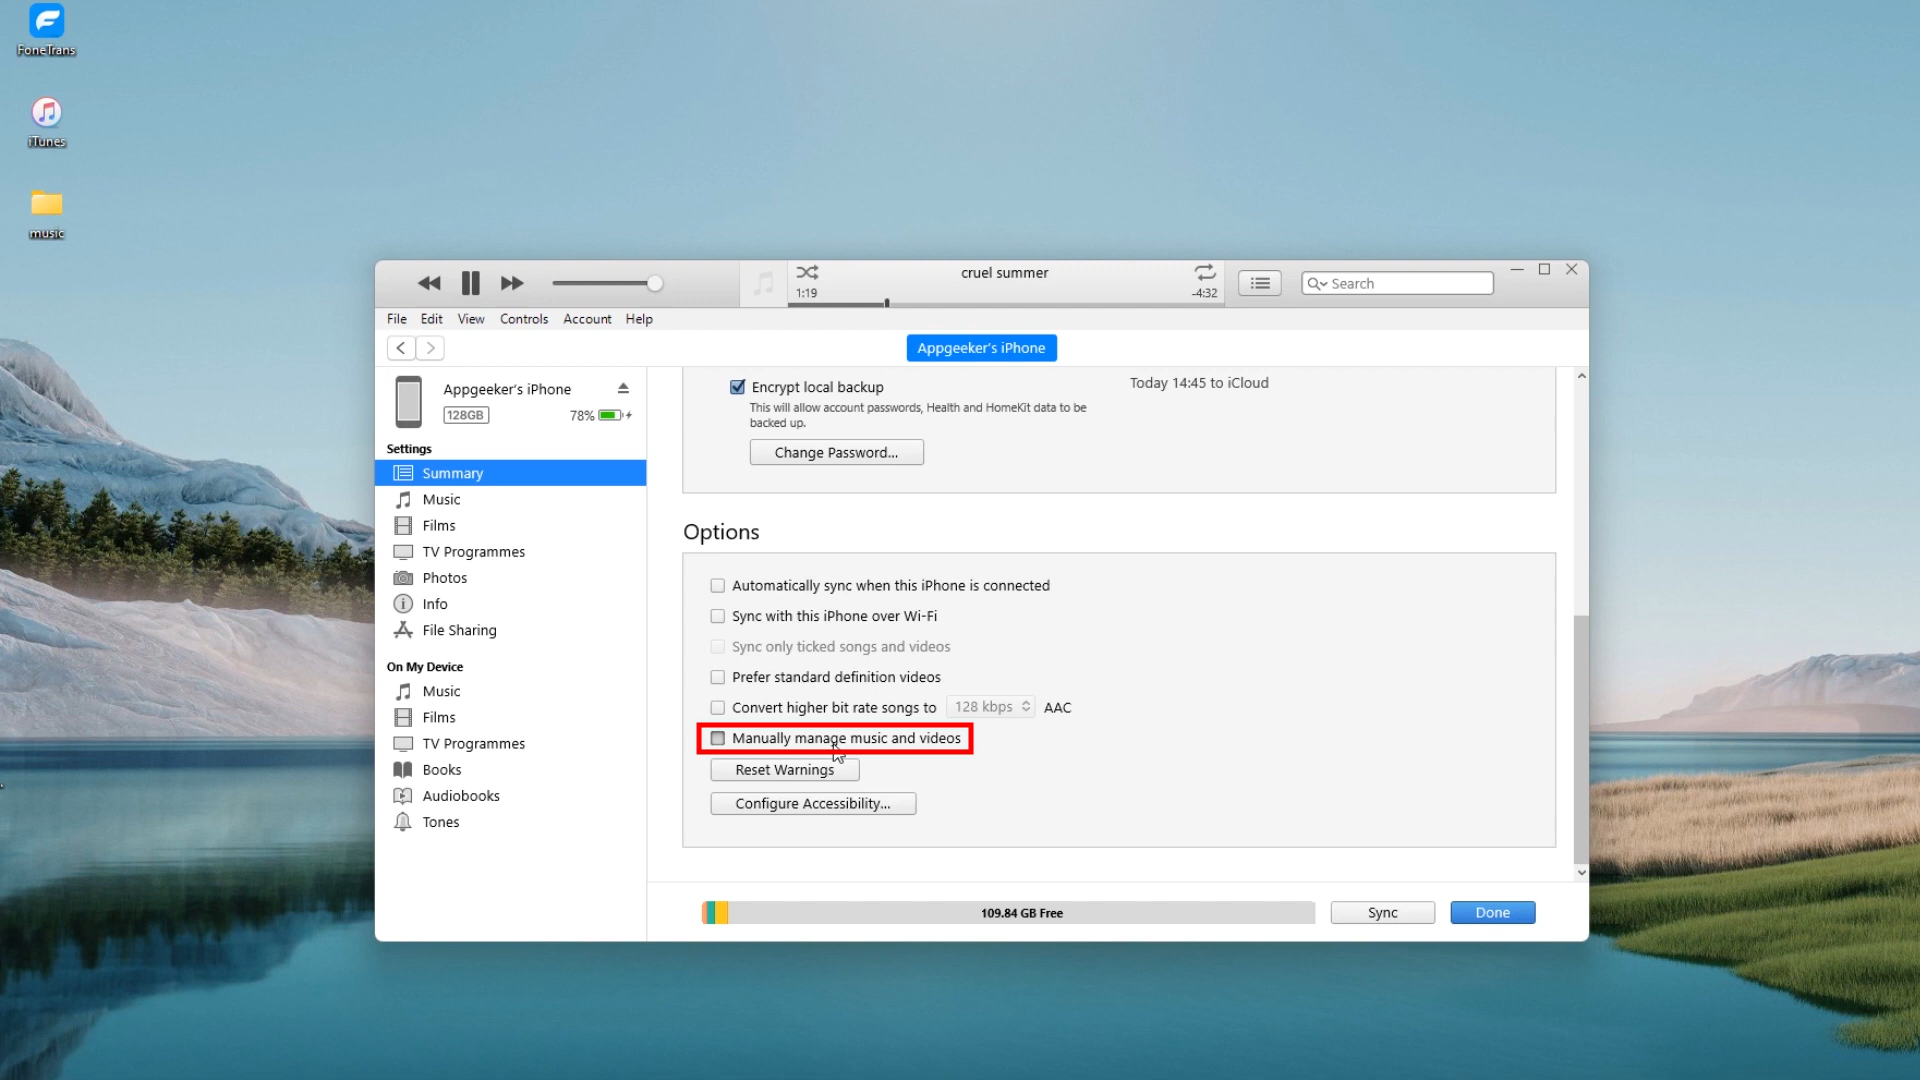 FoneTrans
iTunes
music
cruel summer
1:19
-4:32
Search
File Edit View Controls Account Help
Appgeeker's iPhone
Appgeeker's iPhone
128GB
78%
Settings
Summary
Music
Films
TV Programmes
Photos
Info
File Sharing
On My Device
Music
Films
TV Programmes
Books
Audiobooks
Tones
Encrypt local backup
Today 14:45 to iCloud
This will allow account passwords, Health and HomeKit data to be
backed up.
Change Password...
Options
Automatically sync when this iPhone is connected
Sync with this iPhone over Wi-Fi
Sync only ticked songs and videos
Prefer standard definition videos
Convert higher bit rate songs to 128 kbps AAC
Manually manage music and videos
Reset Warnings
Configure Accessibility...
109.84 GB Free
Sync
Done